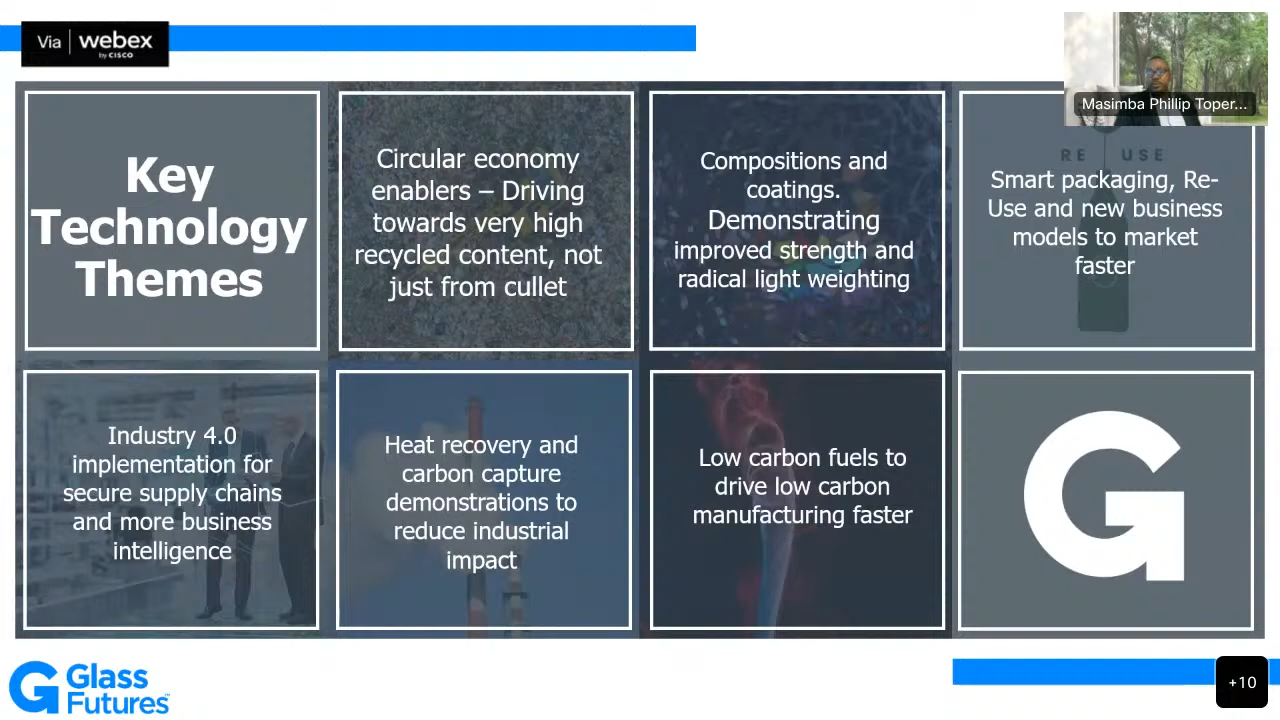 Via webex
by CISCO
Masimba Phillip Toper...
Key
Technology
Themes
Circular economy
enablers – Driving
towards very high
recycled content, not
just from cullet
Compositions and
coatings.
Demonstrating
improved strength and
radical light weighting
RE USE
Smart packaging, Re-
Use and new business
models to market
faster
Industry 4.0
implementation for
secure supply chains
and more business
intelligence
Heat recovery and
carbon capture
demonstrations to
reduce industrial
impact
Low carbon fuels to
drive low carbon
manufacturing faster
G
G Glass
Futures™
+10